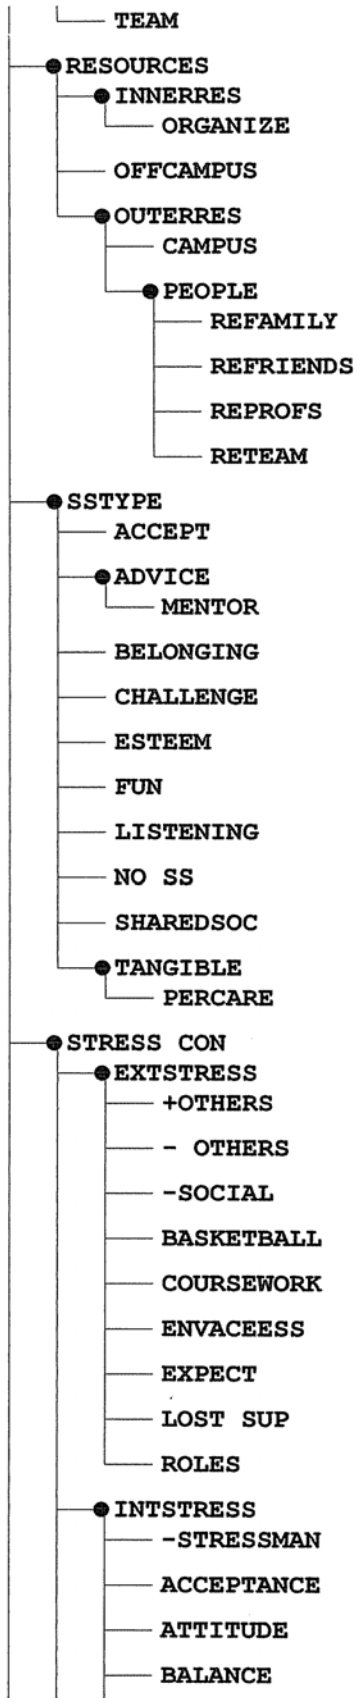 TEAM
RESOURCES
INNERRES
ORGANIZE
OFFCAMPUS
OUTERRES
CAMPUS
PEOPLE
REFAMILY
REFRIENDS
REPROFS
RETEAM
SSTYPE
ACCEPT
ADVICE
MENTOR
BELONGING
CHALLENGE
ESTEEM
FUN
LISTENING
NO SS
SHAREDSOC
TANGIBLE
PERCARE
STRESS CON
EXTSTRESS
+OTHERS
- OTHERS
-SOCIAL
BASKETBALL
COURSEWORK
ENVACEESS
EXPECT
LOST SUP
ROLES
INTSTRESS
-STRESSMAN
ACCEPTANCE
ATTITUDE
BALANCE